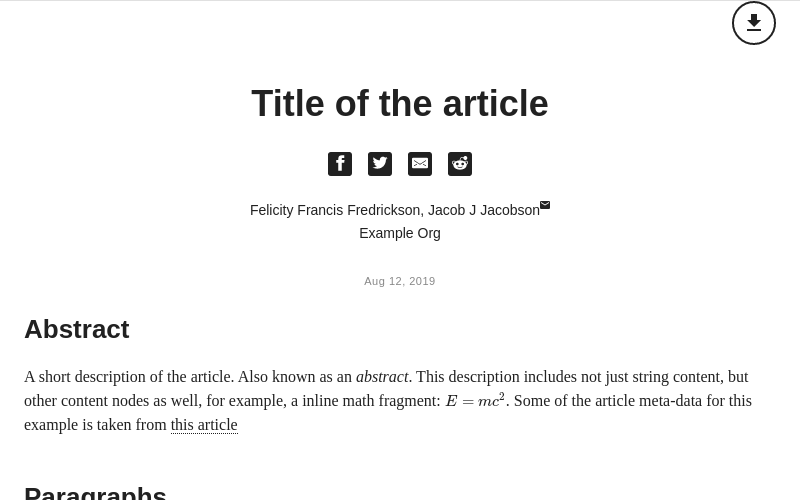 Title of the article
Felicity Francis Fredrickson, Jacob J Jacobson
Example Org
Aug 12, 2019
Abstract
A short description of the article. Also known as an abstract. This description includes not just string content, but
other content nodes as well, for example, a inline math fragment: E = mc². Some of the article meta-data for this
example is taken from this article
Paragraphs